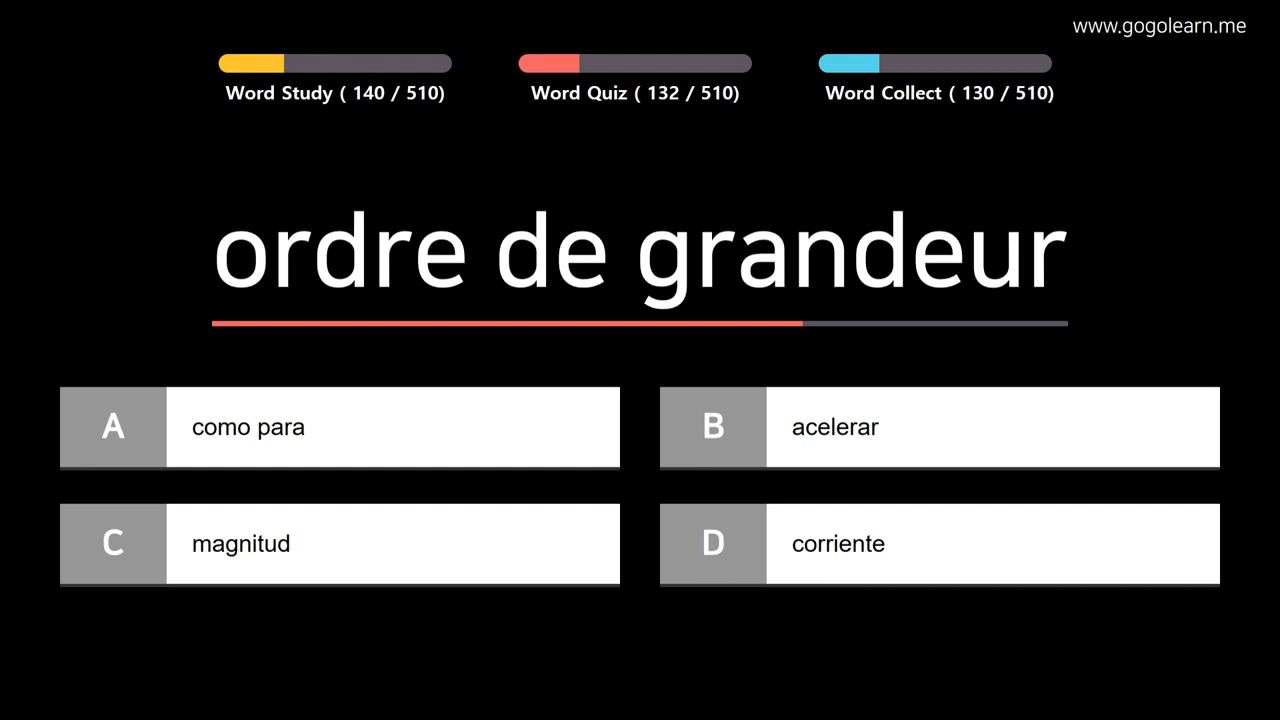 www.gogolearn.me
Word Study ( 140 / 510)
Word Quiz ( 132 / 510)
Word Collect ( 130 / 510)
ordre de grandeur
A como para
B acelerar
C magnitud
D corriente